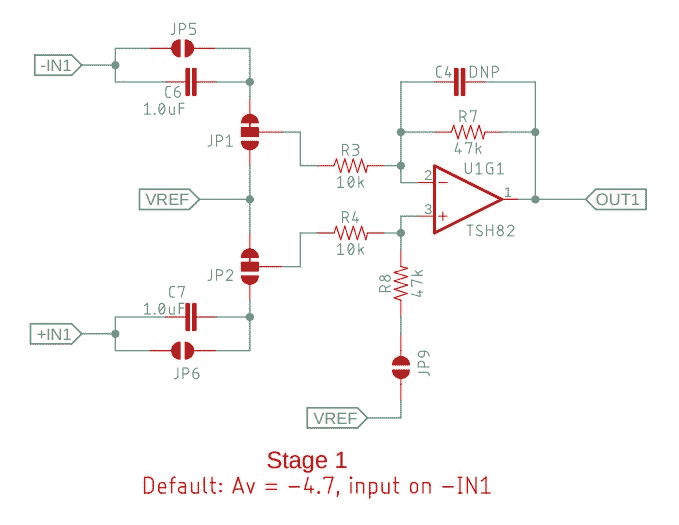 JP5
-IN1
C6
1.0uF
JP1
C4 DNP
R7
47k
R3
10k
U1G1
2
1
VREF
OUT1
3
R4
10k
TSH82
JP2
R8
47k
C7
1.0uF
+IN1
JP6
JP9
VREF
Stage 1
Default: Av = -4.7, input on -IN1